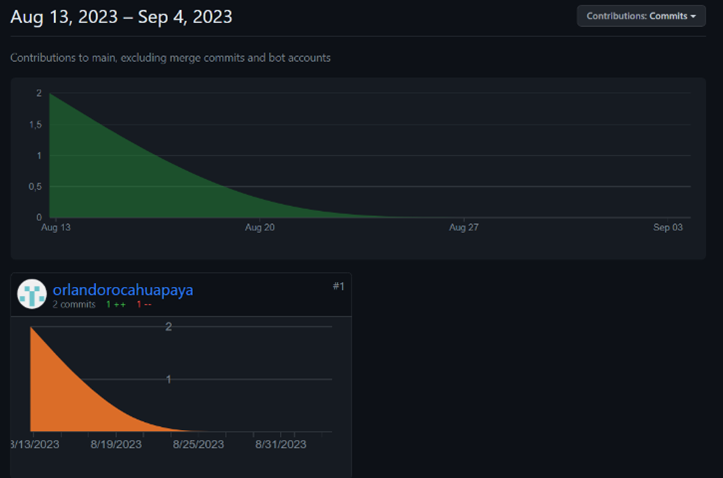 Aug 13, 2023 – Sep 4, 2023
Contributions: Commits
Contributions to main, excluding merge commits and bot accounts
2
1,5
1
0,5
0
Aug 13 Aug 20 Aug 27 Sep 03
orlandorocahuapaya #1
2 commits 1 ++ 1 --
2
1
8/13/2023 8/19/2023 8/25/2023 8/31/2023